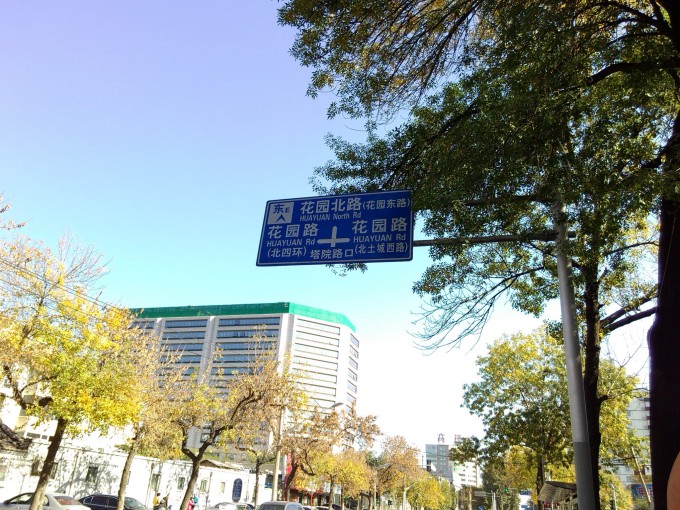 东E 花园北路(花园东路)
HUAYUAN North Rd
花园路 花园路
HUAYUAN Rd HUAYUAN Rd
(北四环) 塔院路口 (北土城西路)